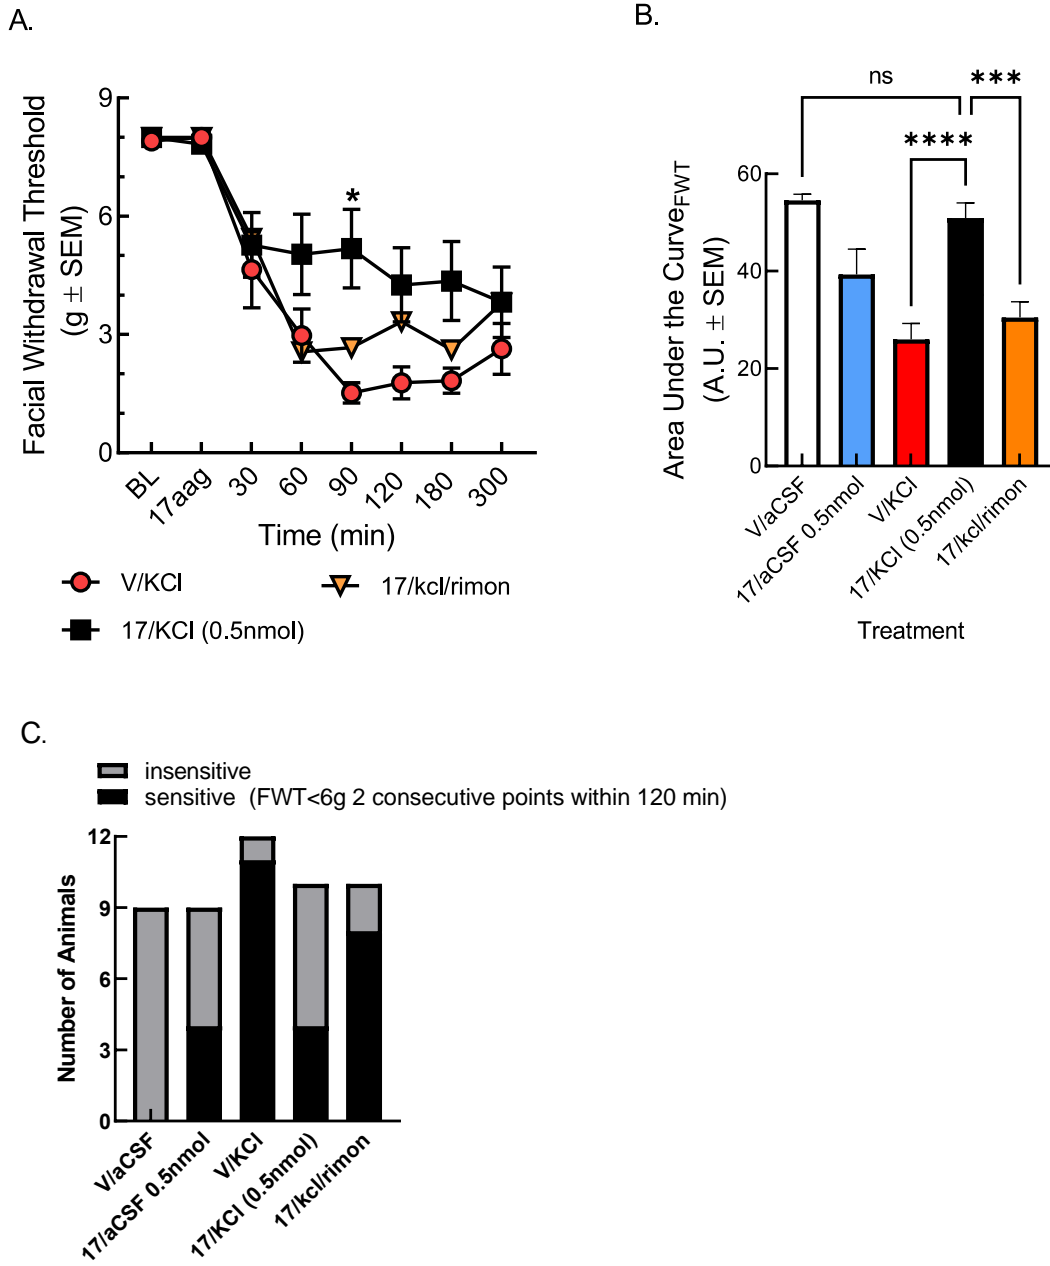 A.
9
6
3
0
Facial Withdrawal Threshold
(g ± SEM)
*
BL
17aag
30
60
90
120
180
300
Time (min)
V/KCl
17/kcl/rimon
17/KCl (0.5nmol)
B.
ns
***
****
60
40
20
0
Area Under the CurveFWT
(A.U. ± SEM)
V/aCSF
17/aCSF 0.5nmol
V/KCl
17/KCl (0.5nmol)
17/kcl/rimon
Treatment
C.
insensitive
sensitive (FWT<6g 2 consecutive points within 120 min)
12
9
6
3
0
Number of Animals
V/aCSF
17/aCSF 0.5nmol
V/KCl
17/KCl (0.5nmol)
17/kcl/rimon